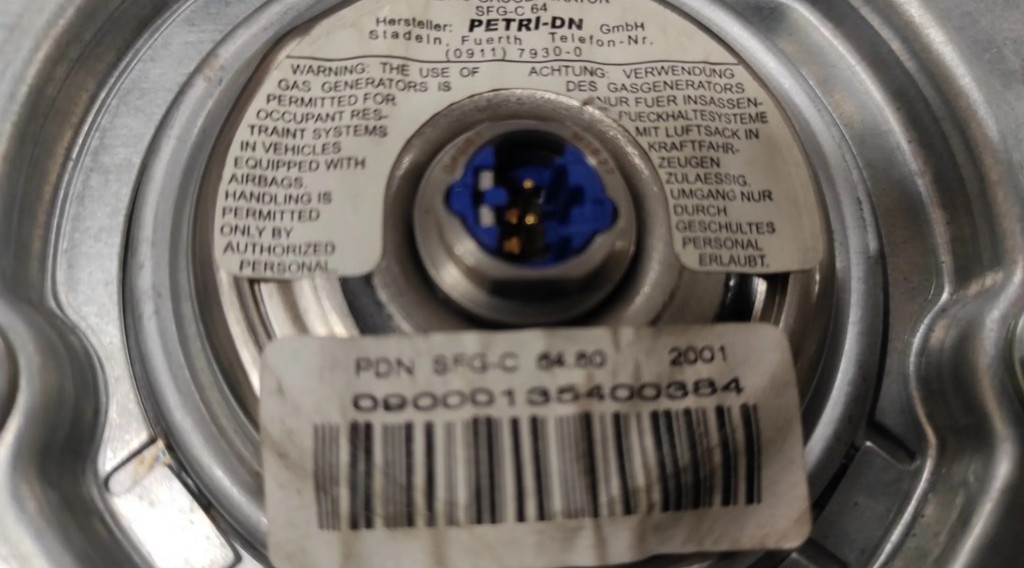 SFG-C 64
Hersteller: PETRI-DN GmbH
Stadeln, Fuerth Telefon-Nr.
(0911) 7930-0
WARNING: THE USE OF
GAS GENERATORS IS
PERMITTED FOR
OCCUPANT RES-
TRAINT SYSTEMS
IN VEHICLES
EQUIPPED WITH
AIRBAGS.
HANDLING IS
PERMITTED
ONLY BY
AUTHORIZED
PERSONAL
ACHTUNG: VERWENDUNG
DES GASGENERATORS
NUR FUER INSASSEN-
RUECKHALTESYSTEME
MIT LUFTSACK IN
KRAFTFAHR-
ZEUGEN
ZULAESSIG.
UMGANG NUR
DURCH
GESCHULTES
PERSONAL
ERLAUBT.
PDN SFG-C 64.80 2001
09000135400384